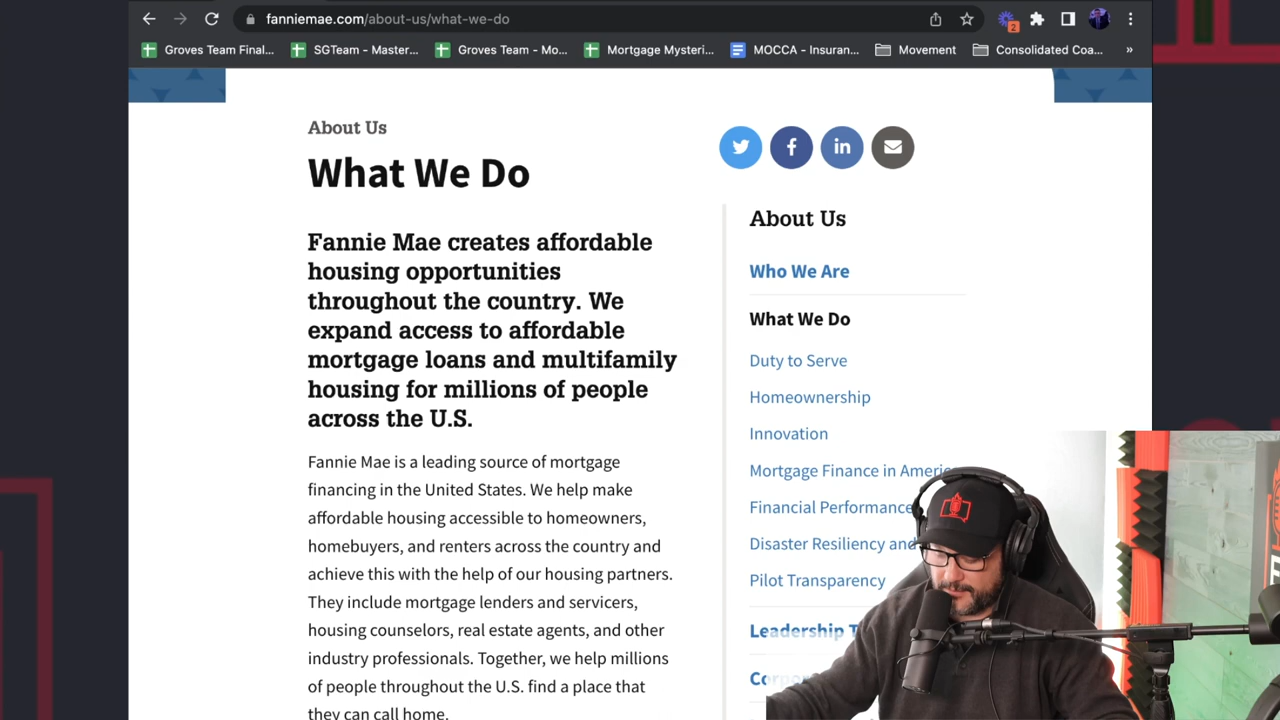 fanniemae.com/about-us/what-we-do
2
Groves Team Final...
SGTeam - Master...
Groves Team - Mo...
Mortgage Mysteri...
MOCCA - Insuran...
Movement
Consolidated Coa...
»
About Us
What We Do
Fannie Mae creates affordable
housing opportunities
throughout the country. We
expand access to affordable
mortgage loans and multifamily
housing for millions of people
across the U.S.
Fannie Mae is a leading source of mortgage
financing in the United States. We help make
affordable housing accessible to homeowners,
homebuyers, and renters across the country and
achieve this with the help of our housing partners.
They include mortgage lenders and servicers,
housing counselors, real estate agents, and other
industry professionals. Together, we help millions
of people throughout the U.S. find a place that
they can call home.
in
About Us
Who We Are
What We Do
Duty to Serve
Homeownership
Innovation
Mortgage Finance in Americ
Financial Performance
Disaster Resiliency and
Pilot Transparency
Leadership T
Corpor